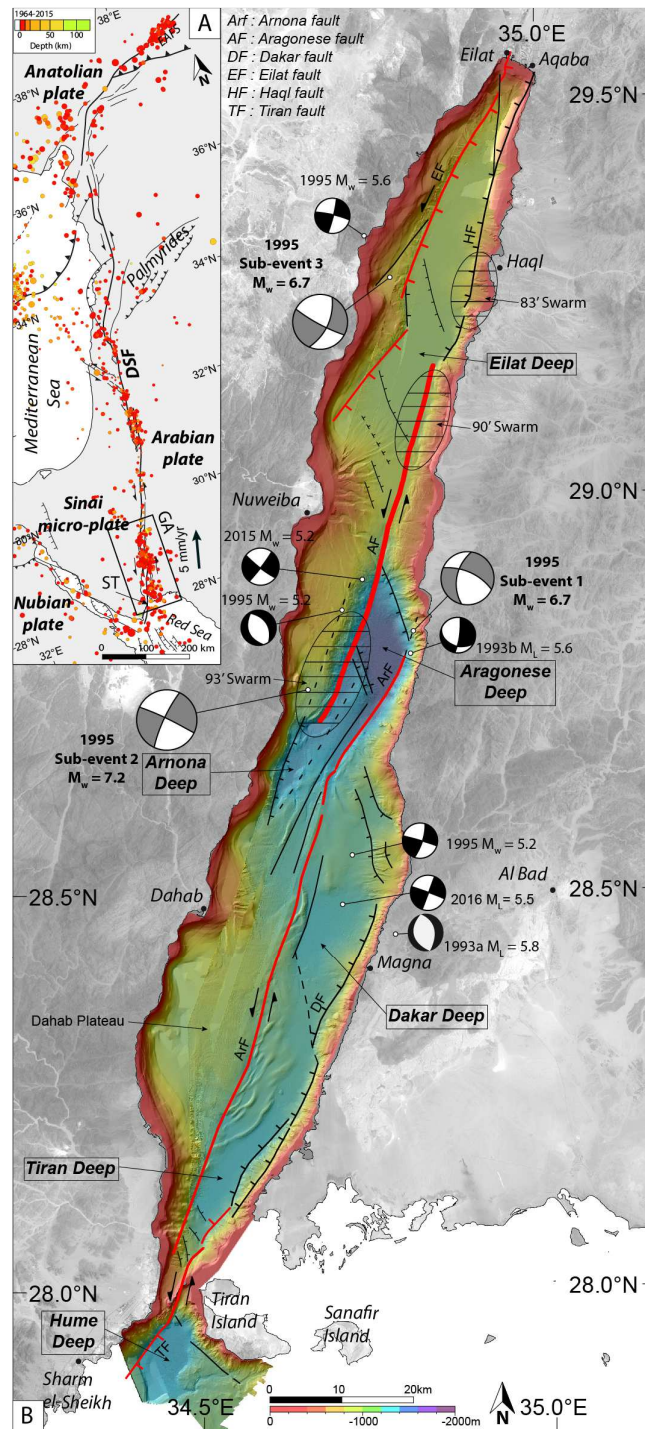 A
1964-2015
0 50 100
Depth (km)
38°E
EAFS
Anatolian
plate
N
38°N
36°E
36°N
36°N
34°E
Palmyrides
34°N
34°N
Mediterranean
Sea
DSF
32°N
32°N
Arabian
plate
30°N
30°N
Sinai
micro-plate
GA
5 mm/yr
28°N
ST
Nubian
plate
Red Sea
28°N
32°E
0 100 200 km
Arf : Arnona fault
AF : Aragonese fault
DF : Dakar fault
EF : Eilat fault
HF : Haql fault
TF : Tiran fault
35.0°E
Eilat
Aqaba
29.5°N
1995 Mw = 5.6
EF
HF
1995
Sub-event 3
Mw = 6.7
Haql
83' Swarm
Eilat Deep
90' Swarm
Nuweiba
29.0°N
AF
2015 Mw = 5.2
1995
Sub-event 1
Mw = 6.7
1995 Mw = 5.2
1993b ML = 5.6
Aragonese
Deep
ArF
93' Swarm
1995
Sub-event 2
Mw = 7.2
Arnona
Deep
1995 Mw = 5.2
Al Bad
28.5°N
28.5°N
Dahab
2016 ML = 5.5
1993a ML = 5.8
Magna
Dakar Deep
DF
Dahab Plateau
ArF
Tiran Deep
28.0°N
28.0°N
Tiran
Island
Sanafir
Island
Hume
Deep
TF
Sharm
el-Sheikh
34.5°E
0 10 20km
0 -1000 -2000m
N
35.0°E
B